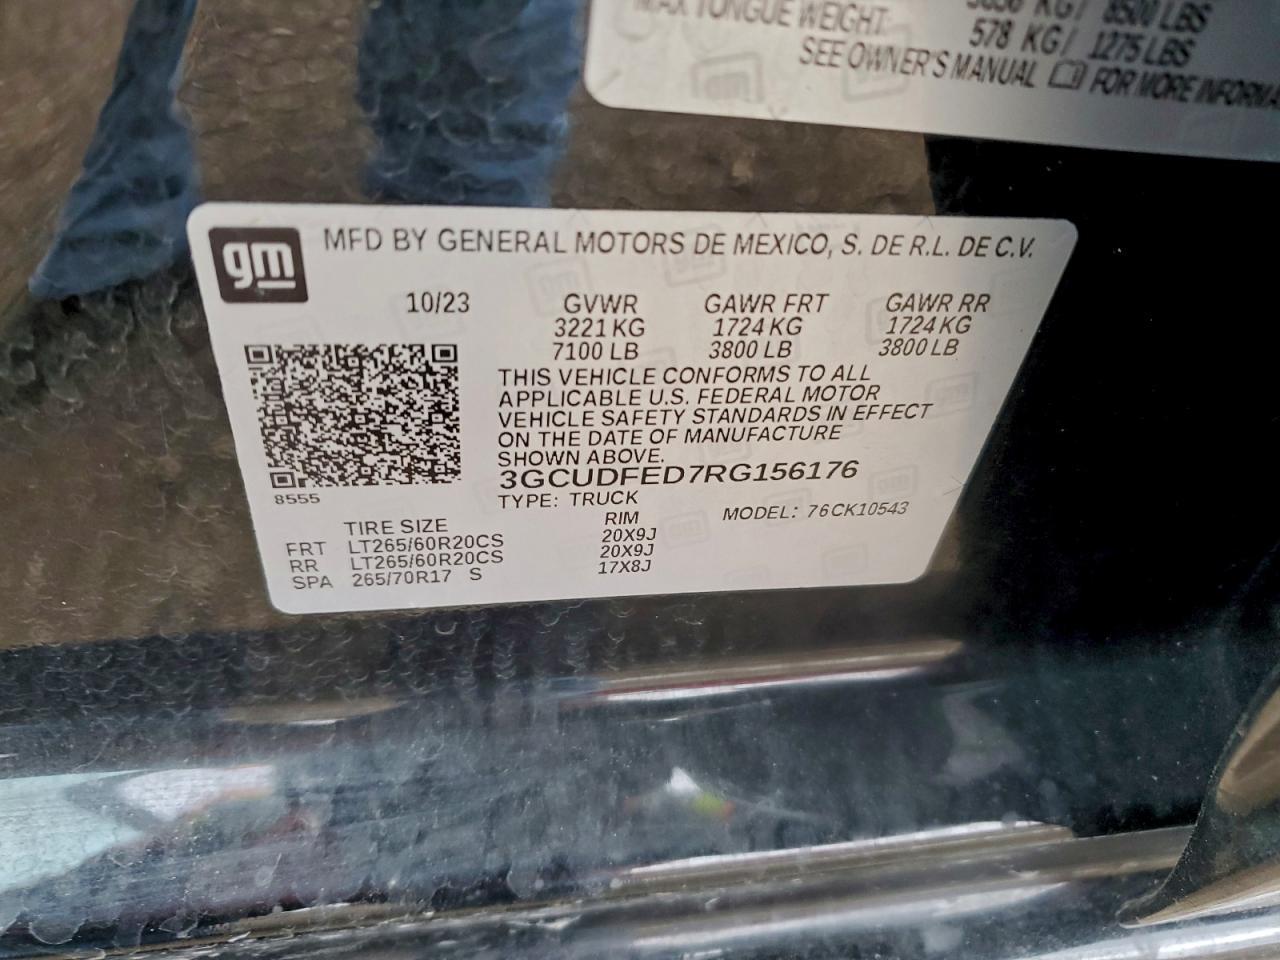 MAX TONGUE WEIGHT: KG/ 8500 LBS
578 KG/ 1275 LBS
SEE OWNER'S MANUAL FOR MORE
gm
MFD BY GENERAL MOTORS DE MEXICO, S. DE R.L. DE C.V.
10/23 GVWR GAWR FRT GAWR RR
3221 KG 1724 KG 1724 KG
7100 LB 3800 LB 3800 LB
THIS VEHICLE CONFORMS TO ALL
APPLICABLE U.S. FEDERAL MOTOR
VEHICLE SAFETY STANDARDS IN EFFECT
ON THE DATE OF MANUFACTURE
SHOWN ABOVE.
3GCUDFED7RG156176
8555
TYPE: TRUCK
MODEL: 76CK10543
TIRE SIZE RIM
FRT LT265/60R20CS 20X9J
RR LT265/60R20CS 20X9J
SPA 265/70R17 S 17X8J